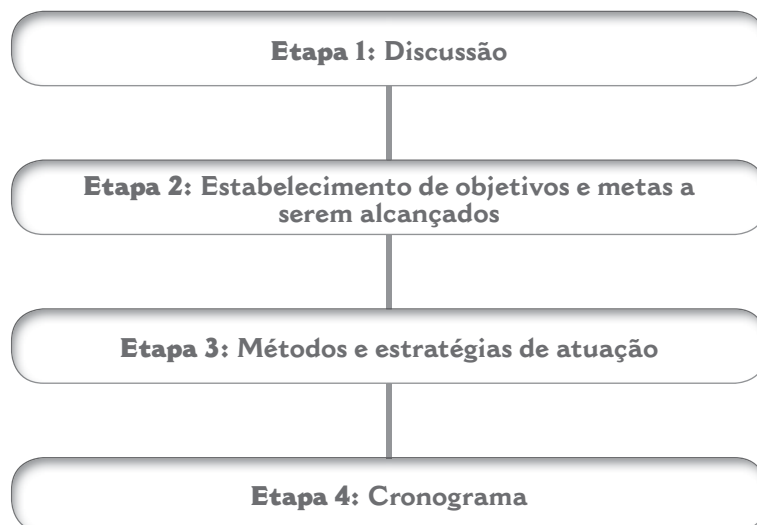 Etapa 1: Discussão
Etapa 2: Estabelecimento de objetivos e metas a
serem alcançados
Etapa 3: Métodos e estratégias de atuação
Etapa 4: Cronograma